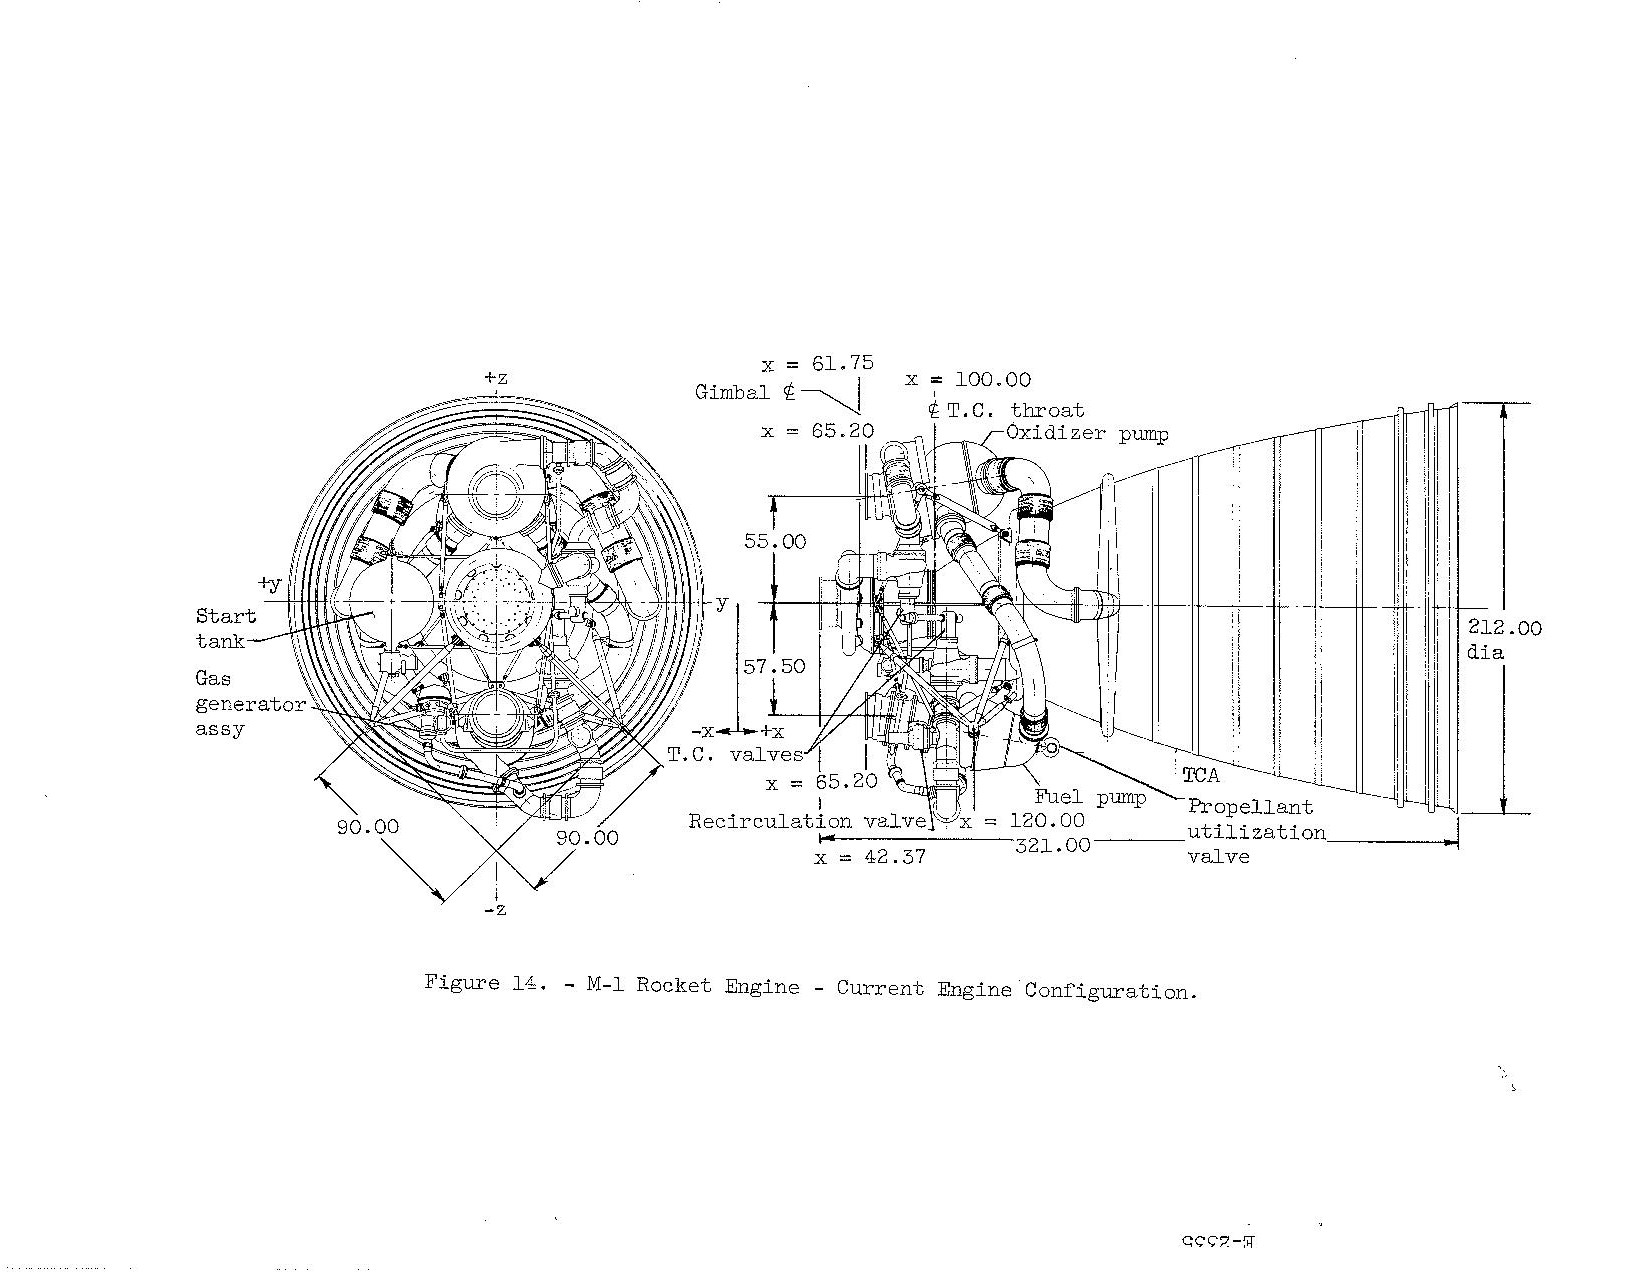 x = 61.75
Gimbal ȼ
x = 100.00
ȼ T.C. throat
x = 65.20
Oxidizer pump
+z
55.00
+y
-y
Start
tank
212.00
dia
57.50
Gas
generator
assy
-x
+x
T.C. valves
x = 65.20
TCA
Fuel pump
Propellant
utilization
valve
Recirculation valve
x = 120.00
321.00
x = 42.37
90.00
90.00
-z
Figure 14. - M-1 Rocket Engine - Current Engine Configuration.